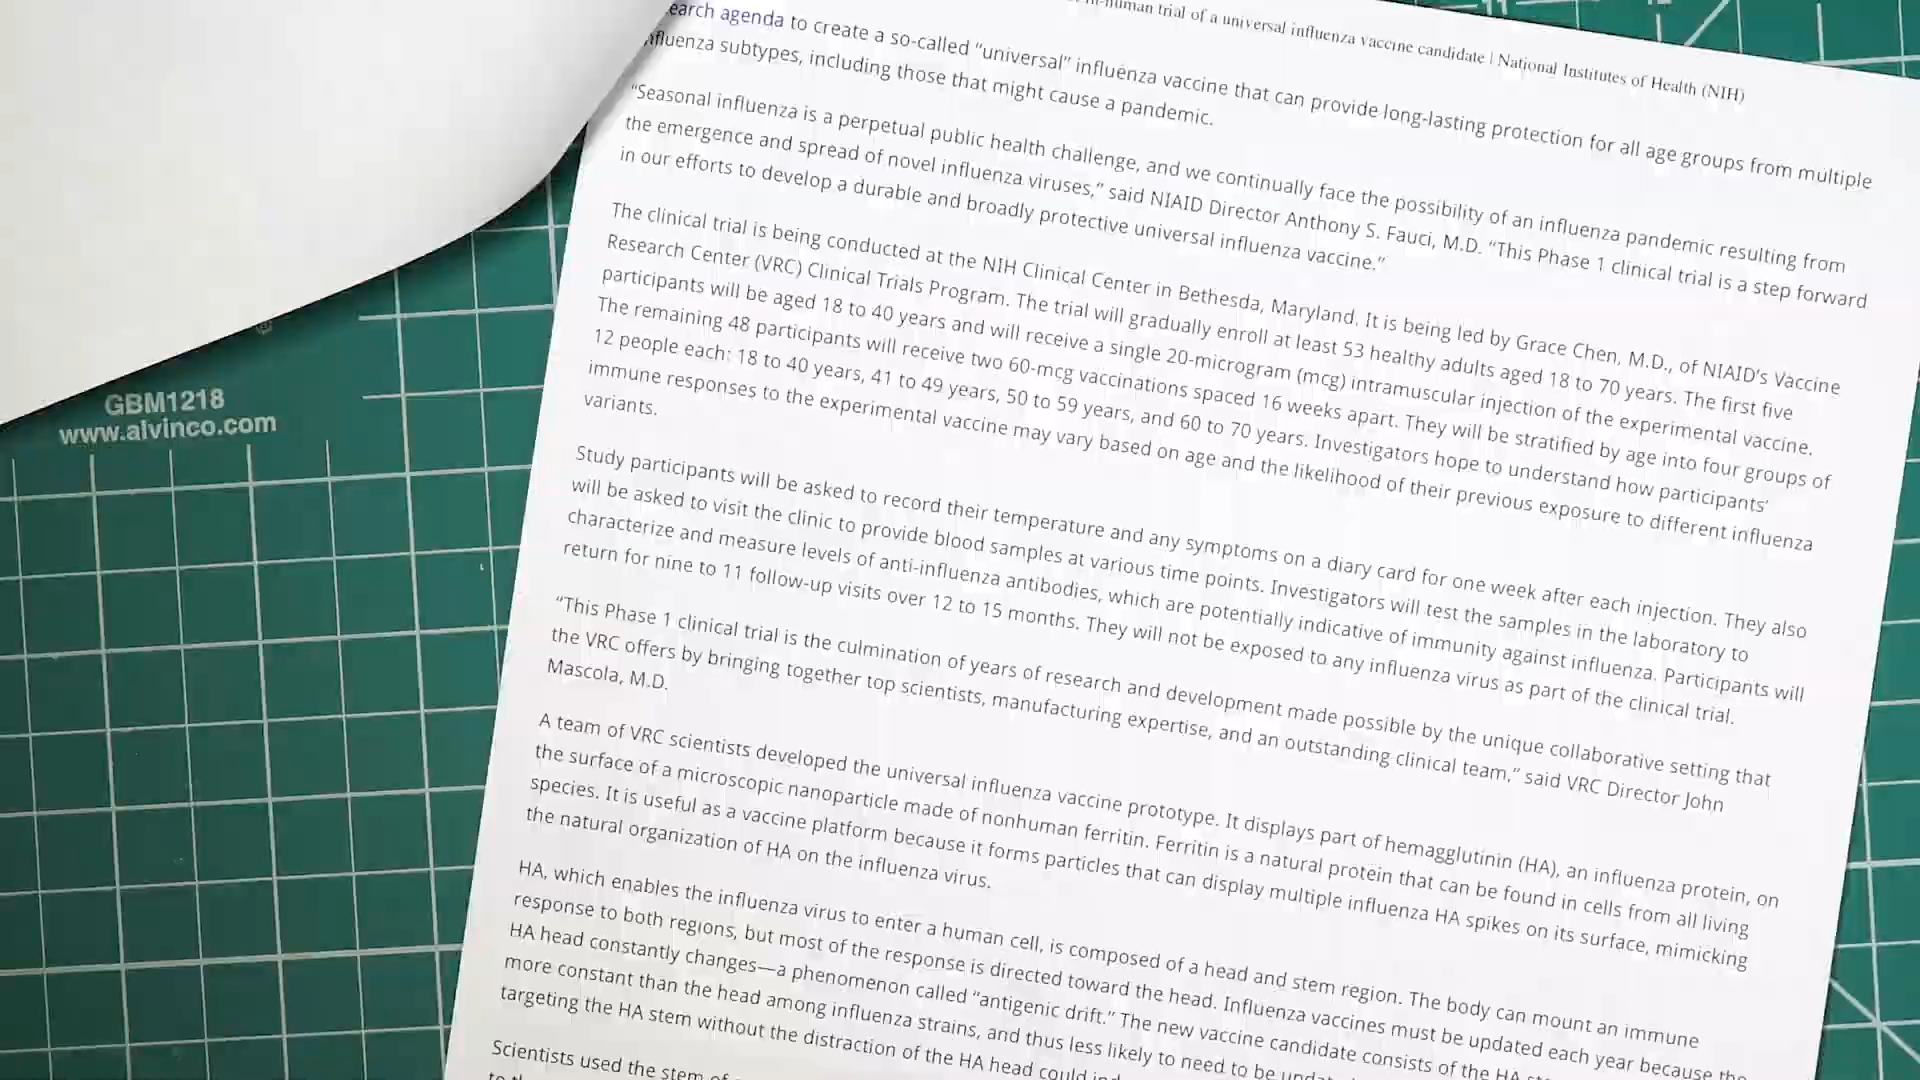 -human trial of a universal influenza vaccine candidate | National Institutes of Health (NIH)
earch agenda to create a so-called “universal” influenza vaccine that can provide long-lasting protection for all age groups from multiple
influenza subtypes, including those that might cause a pandemic.
“Seasonal influenza is a perpetual public health challenge, and we continually face the possibility of an influenza pandemic resulting from
the emergence and spread of novel influenza viruses,” said NIAID Director Anthony S. Fauci, M.D. “This Phase 1 clinical trial is a step forward
in our efforts to develop a durable and broadly protective universal influenza vaccine.”
The clinical trial is being conducted at the NIH Clinical Center in Bethesda, Maryland. It is being led by Grace Chen, M.D., of NIAID’s Vaccine
Research Center (VRC) Clinical Trials Program. The trial will gradually enroll at least 53 healthy adults aged 18 to 70 years. The first five
participants will be aged 18 to 40 years and will receive a single 20-microgram (mcg) intramuscular injection of the experimental vaccine.
The remaining 48 participants will receive two 60-mcg vaccinations spaced 16 weeks apart. They will be stratified by age into four groups of
12 people each: 18 to 40 years, 41 to 49 years, 50 to 59 years, and 60 to 70 years. Investigators hope to understand how participants’
immune responses to the experimental vaccine may vary based on age and the likelihood of their previous exposure to different influenza
variants.
Study participants will be asked to record their temperature and any symptoms on a diary card for one week after each injection. They also
will be asked to visit the clinic to provide blood samples at various time points. Investigators will test the samples in the laboratory to
characterize and measure levels of anti-influenza antibodies, which are potentially indicative of immunity against influenza. Participants will
return for nine to 11 follow-up visits over 12 to 15 months. They will not be exposed to any influenza virus as part of the clinical trial.
“This Phase 1 clinical trial is the culmination of years of research and development made possible by the unique collaborative setting that
the VRC offers by bringing together top scientists, manufacturing expertise, and an outstanding clinical team,” said VRC Director John
Mascola, M.D.
A team of VRC scientists developed the universal influenza vaccine prototype. It displays part of hemagglutinin (HA), an influenza protein, on
the surface of a microscopic nanoparticle made of nonhuman ferritin. Ferritin is a natural protein that can be found in cells from all living
species. It is useful as a vaccine platform because it forms particles that can display multiple influenza HA spikes on its surface, mimicking
the natural organization of HA on the influenza virus.
HA, which enables the influenza virus to enter a human cell, is composed of a head and stem region. The body can mount an immune
response to both regions, but most of the response is directed toward the head. Influenza vaccines must be updated each year because the
HA head constantly changes—a phenomenon called “antigenic drift.” The new vaccine candidate consists of the HA
more constant than the head among influenza strains, and thus less likely to need to be
targeting the HA stem without the distraction of the HA head could
Scientists used the stem of
GBM1218
www.alvinco.com